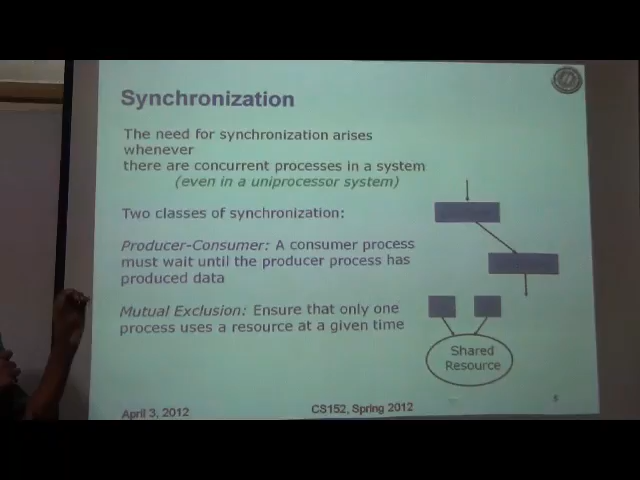 Synchronization
The need for synchronization arises
whenever
there are concurrent processes in a system
(even in a uniprocessor system)
Two classes of synchronization:
Producer-Consumer: A consumer process
must wait until the producer process has
produced data
Mutual Exclusion: Ensure that only one
process uses a resource at a given time
Shared
Resource
April 3, 2012
CS152, Spring 2012